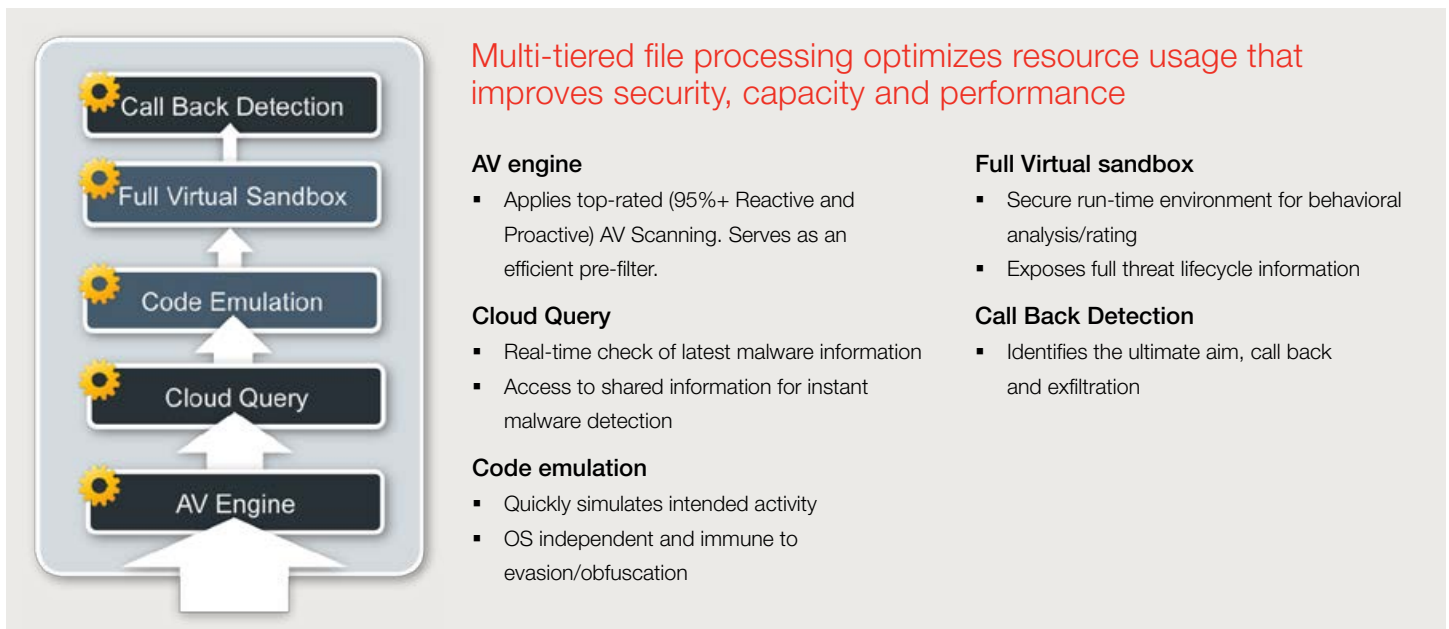 Call Back Detection
Full Virtual Sandbox
Code Emulation
Cloud Query
AV Engine
Multi-tiered file processing optimizes resource usage that
improves security, capacity and performance
AV engine
▪ Applies top-rated (95%+ Reactive and
Proactive) AV Scanning. Serves as an
efficient pre-filter.
Cloud Query
▪ Real-time check of latest malware information
▪ Access to shared information for instant
malware detection
Code emulation
▪ Quickly simulates intended activity
▪ OS independent and immune to
evasion/obfuscation
Full Virtual sandbox
▪ Secure run-time environment for behavioral
analysis/rating
▪ Exposes full threat lifecycle information
Call Back Detection
▪ Identifies the ultimate aim, call back
and exfiltration